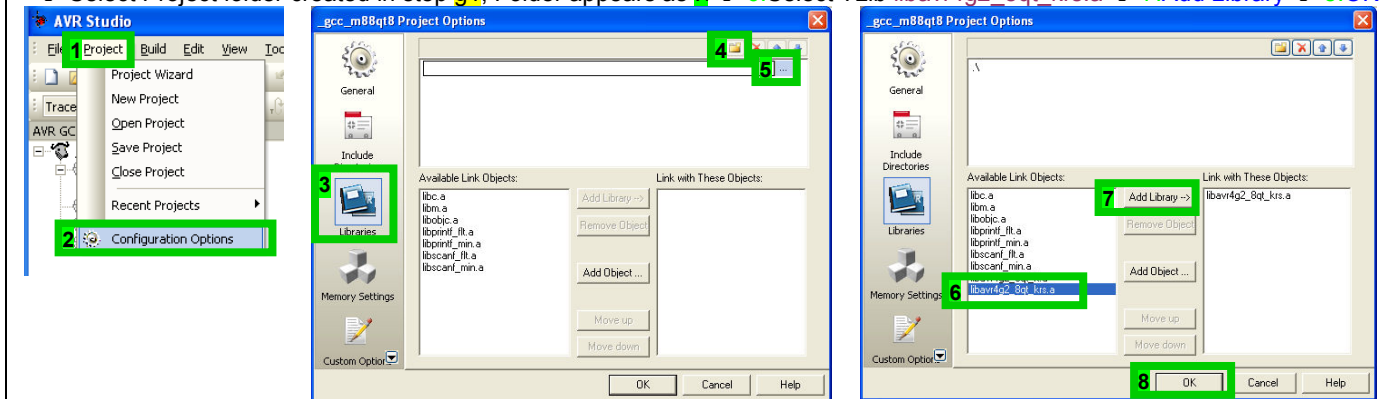 AVR Studio
1 Project Build Edit View
Project Wizard
New Project
Trace
Open Project
AVR GC
Save Project
Close Project
Recent Projects
2 Configuration Options
_gcc_m88qt8 Project Options
4
5 ...
General
Include
3
Libraries
Memory Settings
Custom Option
Available Link Objects:
libc.a
libm.a
libobjc.a
libprintf_flt.a
libprintf_min.a
libscanf_flt.a
libscanf_min.a
Add Library -->
Remove Object
Add Object ...
Move up
Move down
Link with These Objects:
OK Cancel Help
_gcc_m88qt8 Project Options
.\
General
Include
Directories
Libraries
Memory Settings
Custom Option
Available Link Objects:
libc.a
libm.a
libobjc.a
libprintf_flt.a
libprintf_min.a
libscanf_flt.a
libscanf_min.a
6 libavr4g2_8qt_krs.a
7 Add Library -->
Remove Object
Add Object ...
Move up
Move down
Link with These Objects:
libavr4g2_8qt_krs.a
8 OK Cancel Help